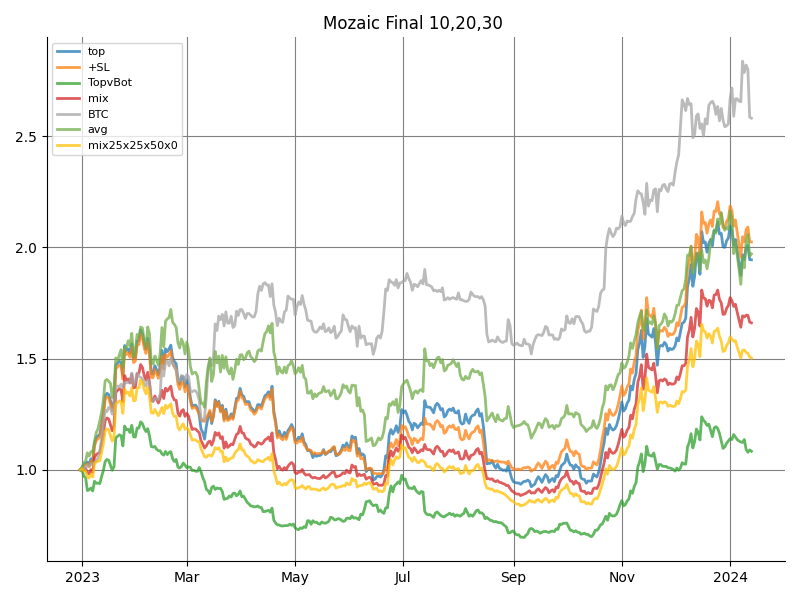 Mozaic Final 10,20,30
top
+SL
TopvBot
mix
BTC
avg
mix25x25x50x0
2.5
2.0
1.5
1.0
2023 Mar May Jul Sep Nov 2024